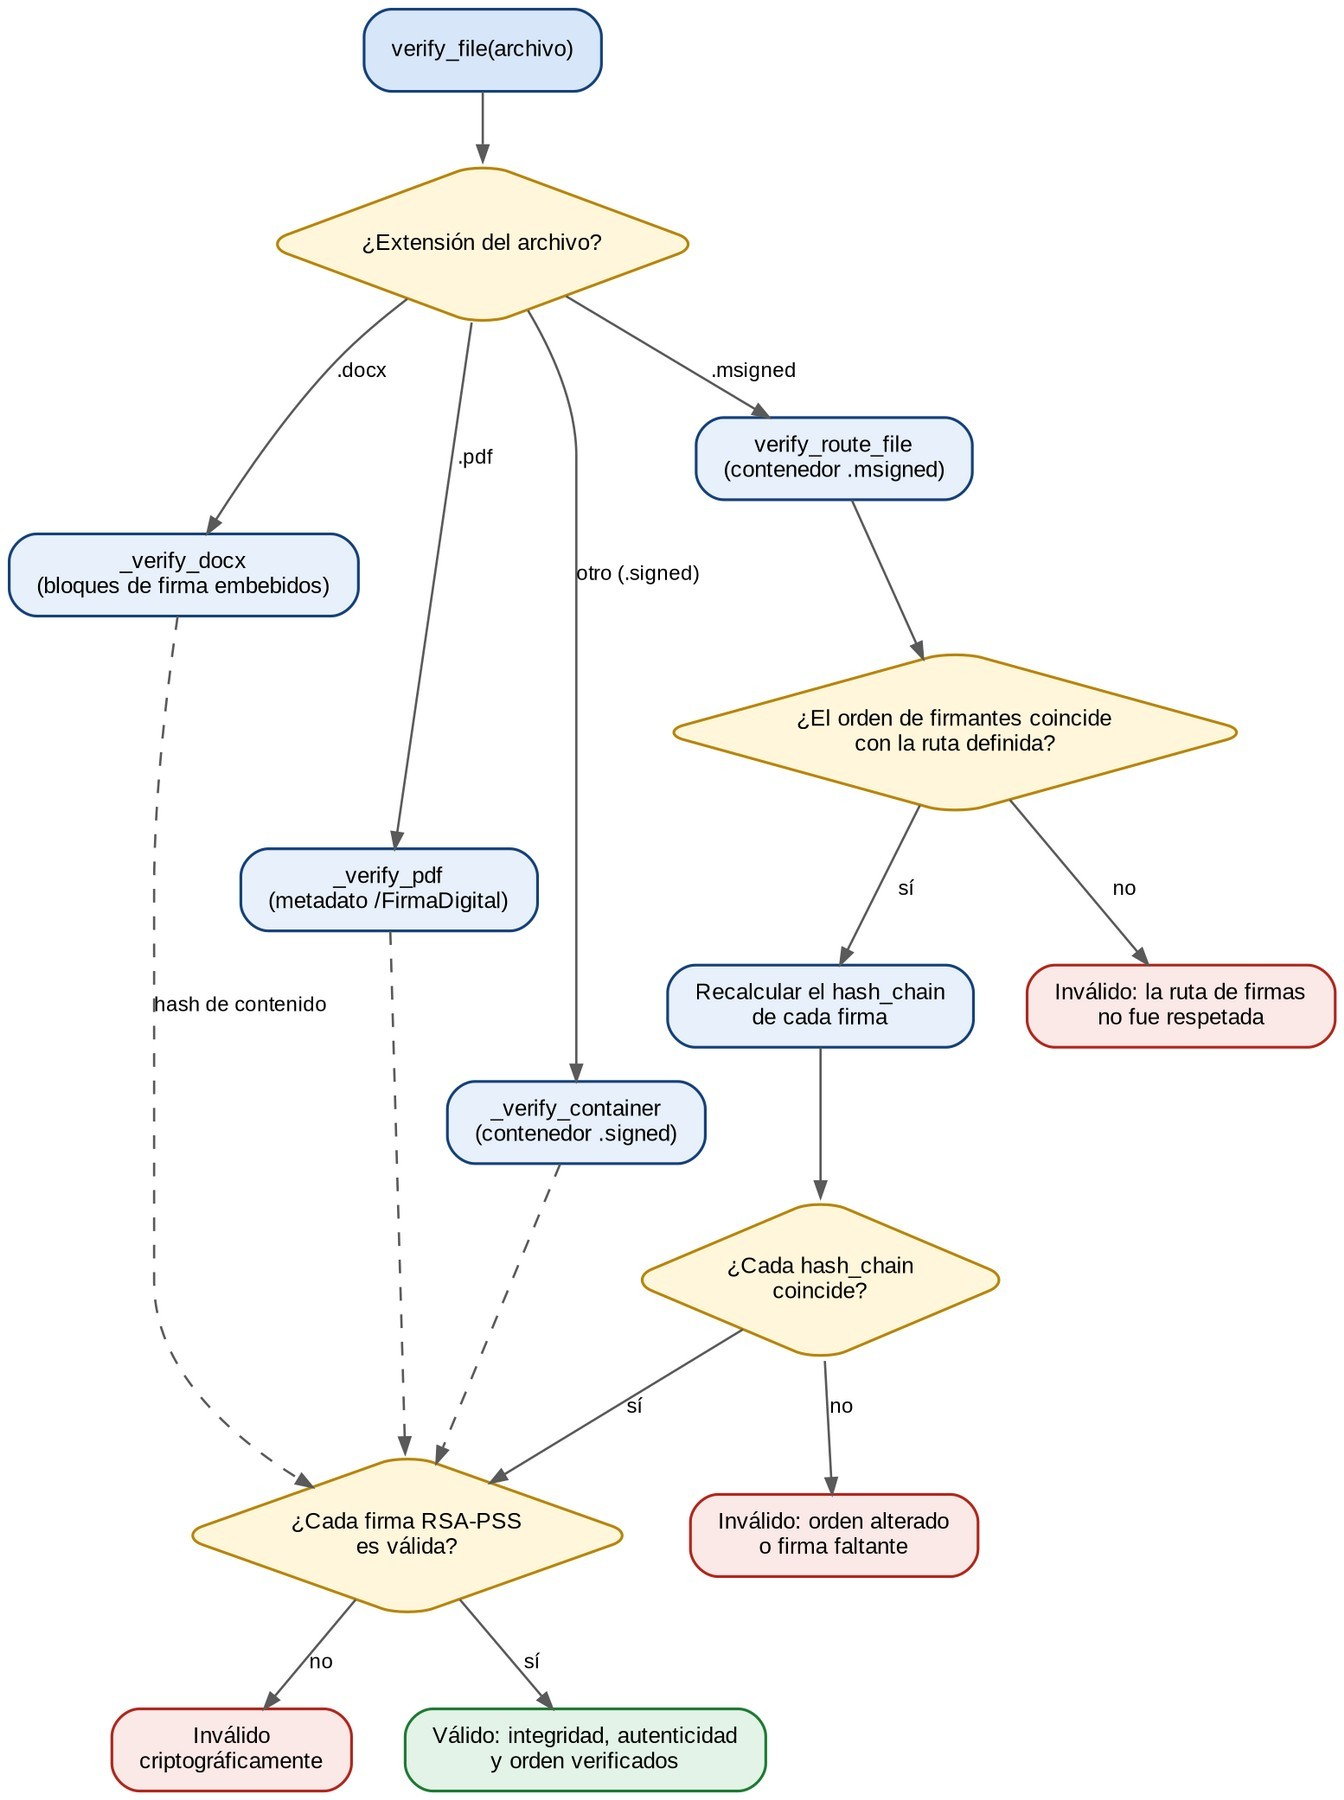 verify_file(archivo)
¿Extensión del archivo?
.docx
.msigned
.pdf
verify_route_file
(contenedor .msigned)
_verify_docx
(bloques de firma embebidos)
otro (.signed)
¿El orden de firmantes coincide
con la ruta definida?
_verify_pdf
(metadato /FirmaDigital)
sí
no
hash de contenido
Recalcular el hash_chain
de cada firma
Inválido: la ruta de firmas
no fue respetada
_verify_container
(contenedor .signed)
¿Cada hash_chain
coincide?
sí
no
¿Cada firma RSA-PSS
es válida?
Inválido: orden alterado
o firma faltante
no
sí
Inválido
criptográficamente
Válido: integridad, autenticidad
y orden verificados